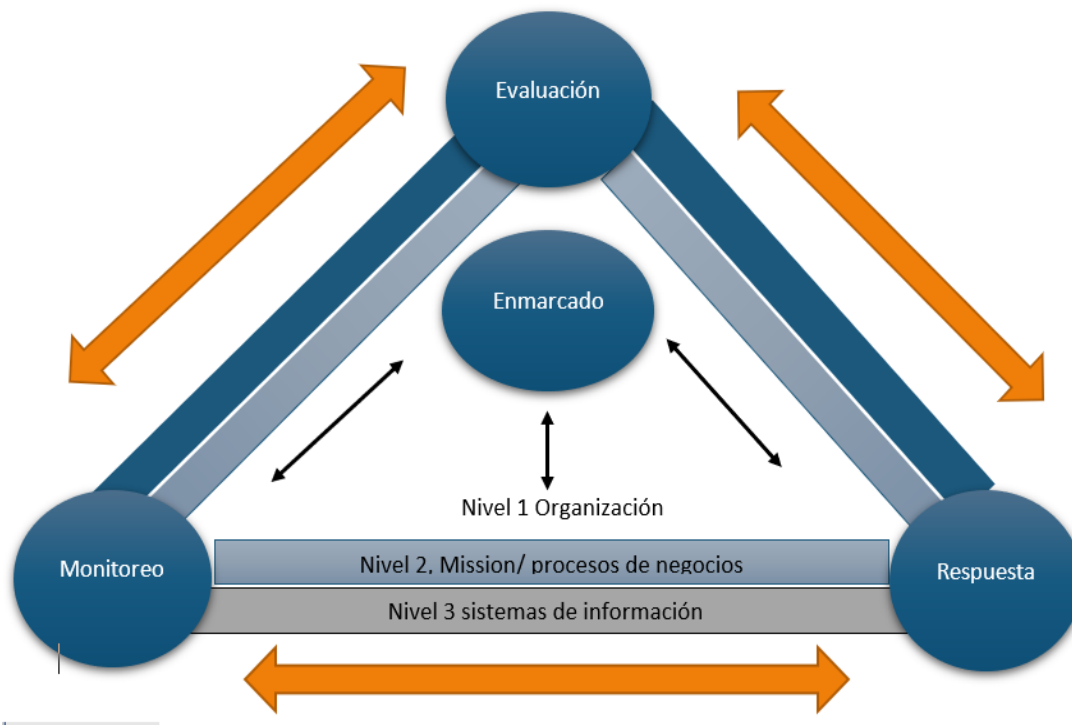 Evaluación
Enmarcado
Nivel 1 Organización
Monitoreo
Nivel 2, Mission/ procesos de negocios
Respuesta
Nivel 3 sistemas de información